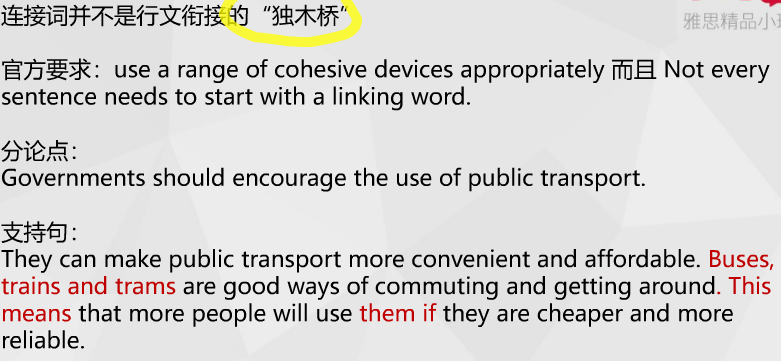 连接词并不是行文衔接的“独木桥”
雅思精品小
官方要求：use a range of cohesive devices appropriately 而且 Not every
sentence needs to start with a linking word.
分论点：
Governments should encourage the use of public transport.
支持句：
They can make public transport more convenient and affordable. Buses,
trains and trams are good ways of commuting and getting around. This
means that more people will use them if they are cheaper and more
reliable.